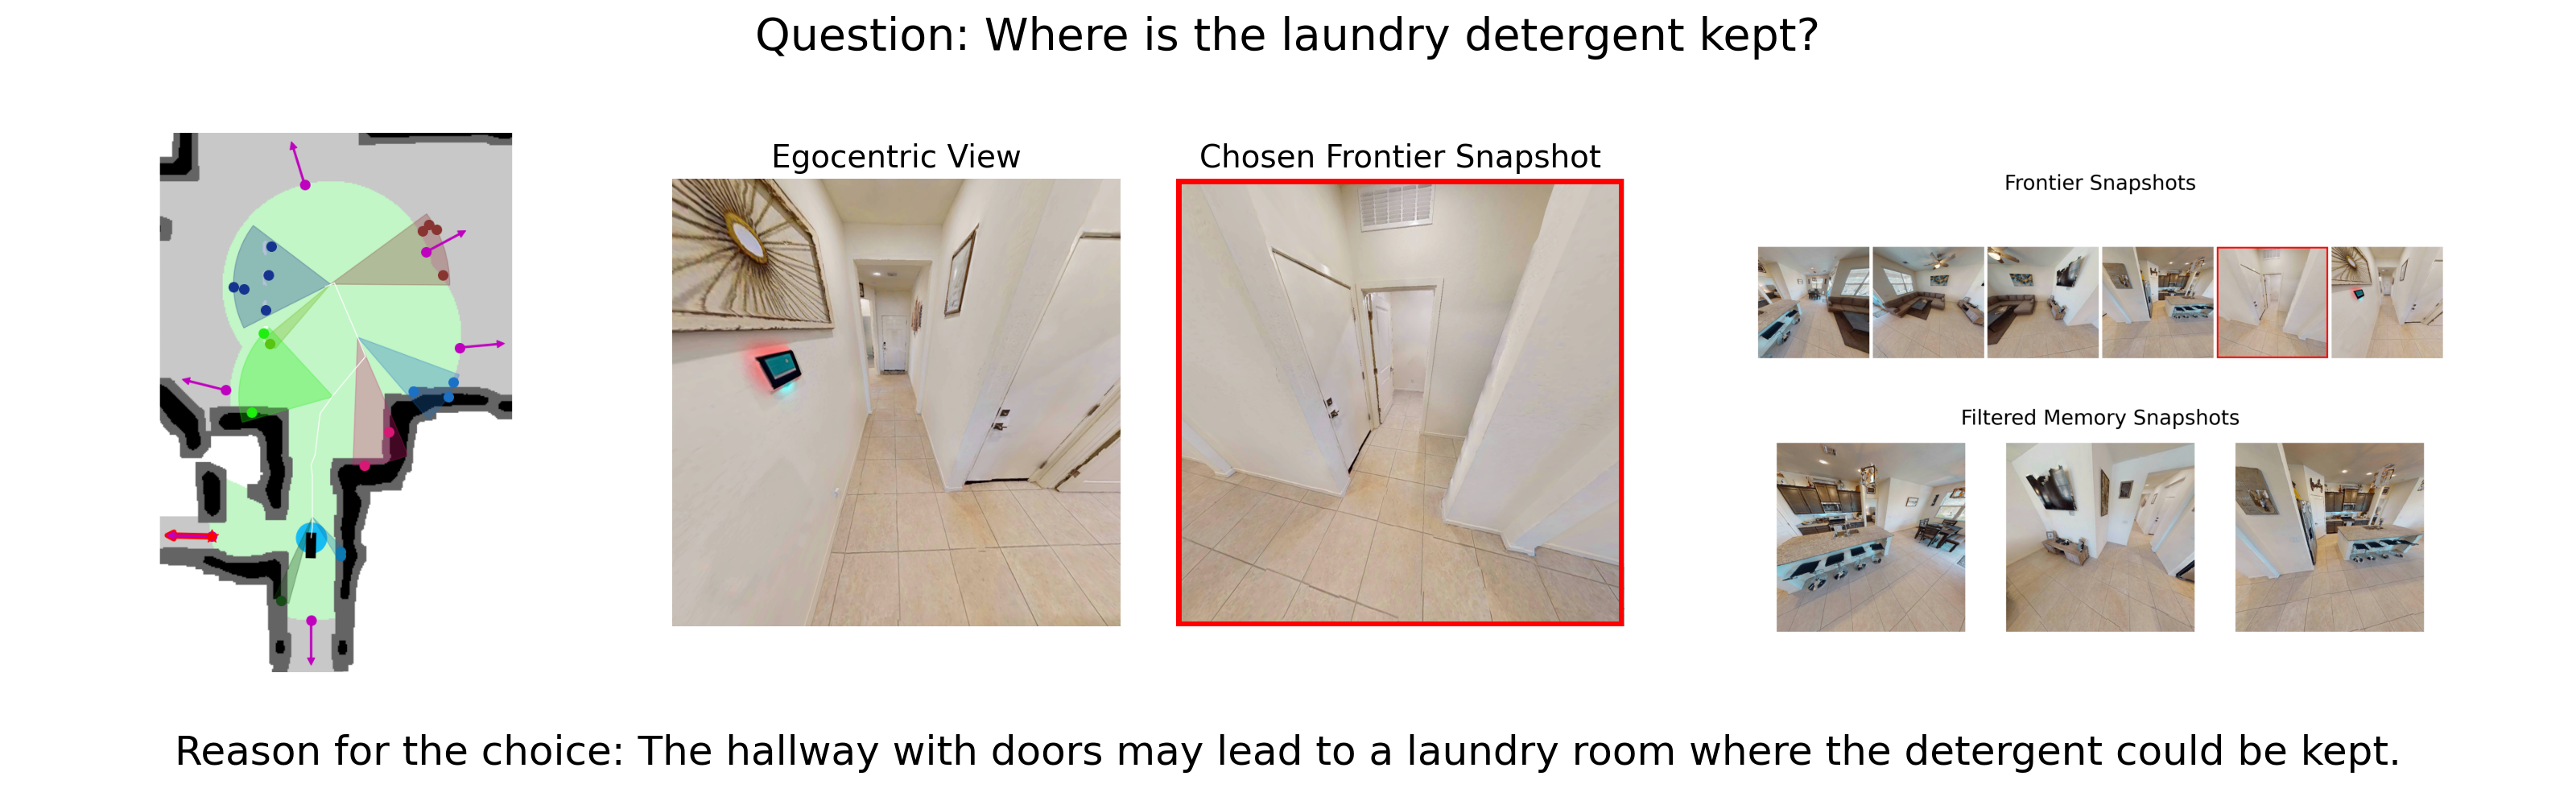 Question: Where is the laundry detergent kept?
Egocentric View
Chosen Frontier Snapshot
Frontier Snapshots
Filtered Memory Snapshots
Reason for the choice: The hallway with doors may lead to a laundry room where the detergent could be kept.